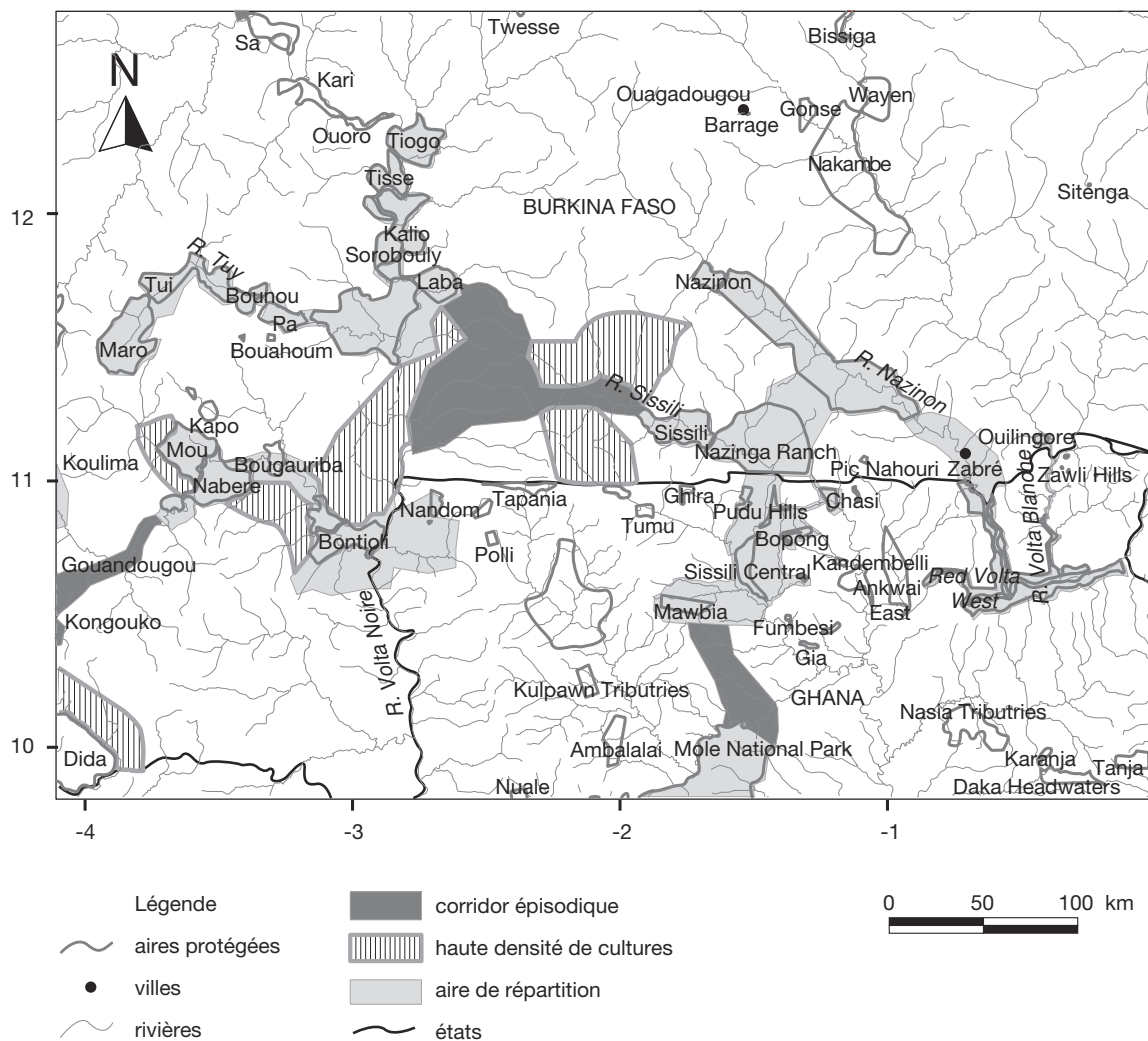 Sa
Twesse
Bissiga
N
Kari
Ouagadougou
Wayen
Gonse
Barrage
Ouoro
Tiogo
Nakambe
Tisse
Sitenga
12
BURKINA FASO
Kalio
R. Tuy
Sorobouly
Tui
Laba
Nazinon
Bounou
Pa
Maro
Bouahoum
R. Nazinon
R. Sissili
Kapo
Sissili
Ouilingore
Mou
Nazinga Ranch
Koulima
Bougauriba
Pic Nahouri
Zabré
Zawli Hills
11
Nabere
Tapania
Ghira
Chasi
Nandom
Pudu Hills
Tumu
R. Volta Blande
Bontioli
Polli
Bopong
Gouandougou
Sissili Central
Kandembelli
Red Volta
West
Ankwai
East
Mawbia
Kongouko
R. Volta Noire
Fumbesi
Gia
Kulpawn Tributries
GHANA
Nasia Tributries
10
Dida
Ambalalai
Mole National Park
Karanja
Tanja
Nuale
Daka Headwaters
-4
-3
-2
-1
Légende
corridor épisodique
0 50 100 km
aires protégées
haute densité de cultures
villes
aire de répartition
rivières
états